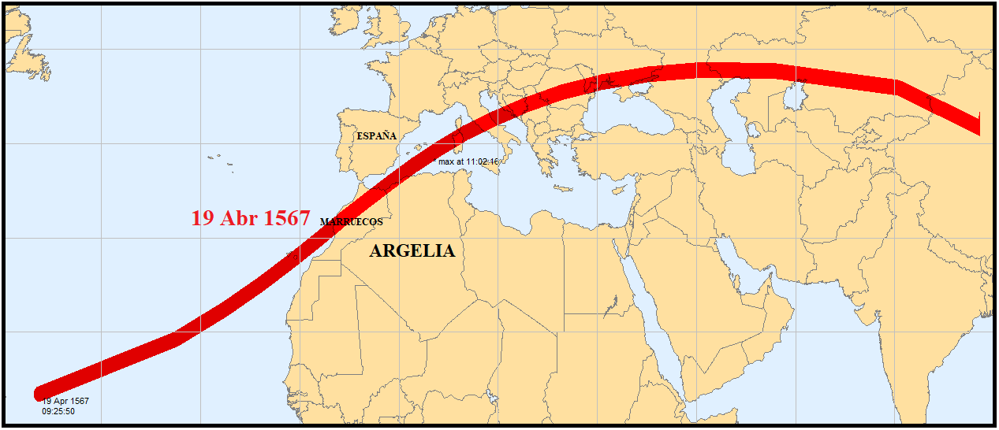 ESPAÑA
max at 11:02:16
19 Abr 1567
MARRUECOS
ARGELIA
19 Apr 1567
09:25:50